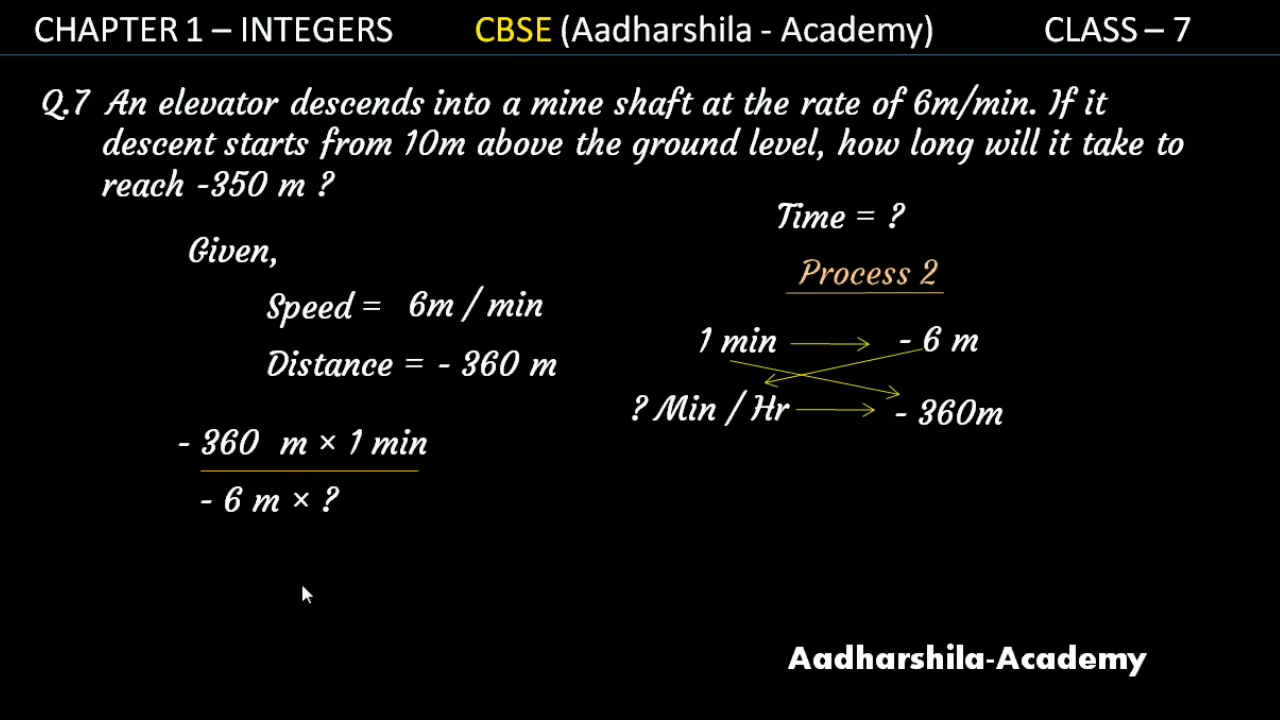 CHAPTER 1 – INTEGERS CBSE (Aadharshila - Academy) CLASS – 7
Q.7 An elevator descends into a mine shaft at the rate of 6m/min. If it
descent starts from 10m above the ground level, how long will it take to
reach -350 m ?
Time = ?
Given,
Process 2
Speed = 6m / min
1 min - 6 m
Distance = - 360 m
? Min / Hr - 360m
- 360 m × 1 min
- 6 m × ?
Aadharshila-Academy